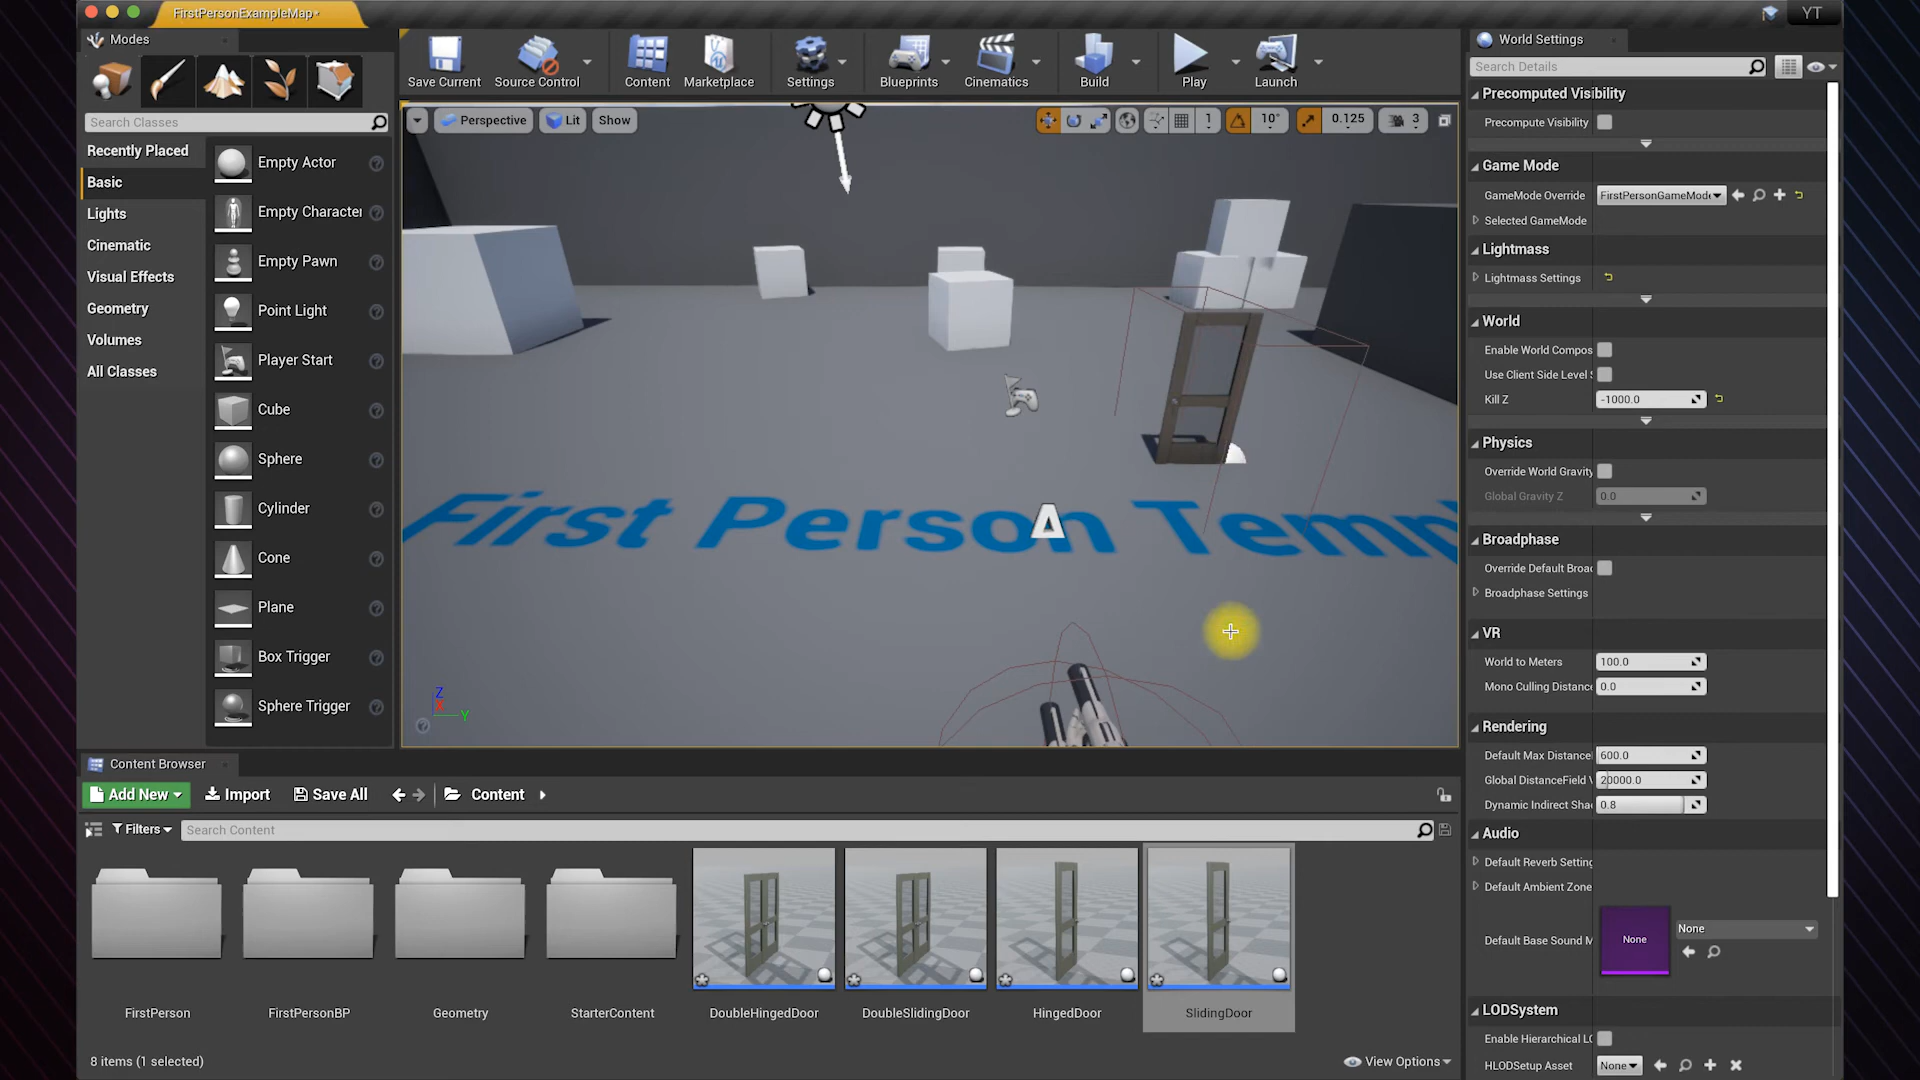 FirstPersonExampleMap*
YT
Modes
World Settings
Save Current
Source Control
Content
Marketplace
Settings
Blueprints
Cinematics
Build
Play
Launch
Search Classes
Recently Placed
Basic
Lights
Cinematic
Visual Effects
Geometry
Volumes
All Classes
Empty Actor
Empty Character
Empty Pawn
Point Light
Player Start
Cube
Sphere
Cylinder
Cone
Plane
Box Trigger
Sphere Trigger
Perspective
Lit
Show
1
10°
0.125
3
First Person Templ
Z
X
Y
Search Details
Precomputed Visibility
Precompute Visibility
Game Mode
GameMode Override
FirstPersonGameMode
Selected GameMode
Lightmass
Lightmass Settings
World
Enable World Compos
Use Client Side Level S
Kill Z
-1000.0
Physics
Override World Gravity
Global Gravity Z
0.0
Broadphase
Override Default Broad
Broadphase Settings
VR
World to Meters
100.0
Mono Culling Distance
0.0
Rendering
Default Max Distance
600.0
Global DistanceField V
20000.0
Dynamic Indirect Shad
0.8
Audio
Default Reverb Setting
Default Ambient Zone
Default Base Sound M
None
None
LODSystem
Enable Hierarchical LO
HLODSetup Asset
None
Content Browser
Add New
Import
Save All
Content
Filters
Search Content
FirstPerson
FirstPersonBP
Geometry
StarterContent
DoubleHingedDoor
DoubleSlidingDoor
HingedDoor
SlidingDoor
8 items (1 selected)
View Options